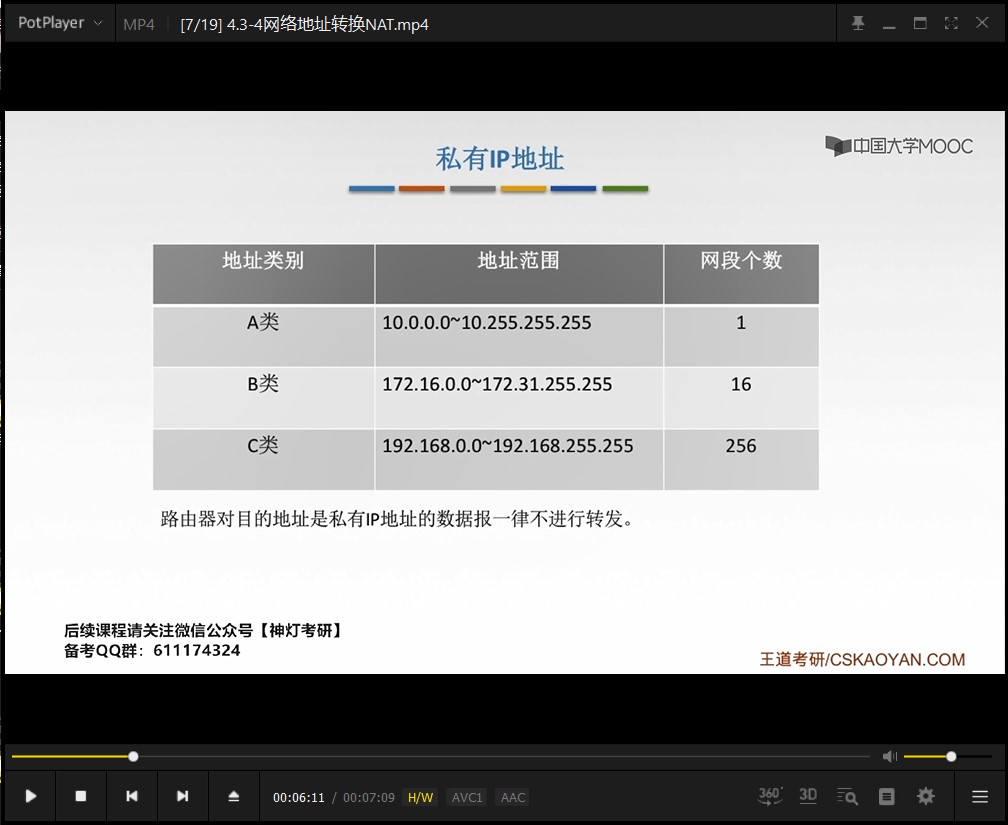 PotPlayer MP4 [7/19] 4.3-4网络地址转换NAT.mp4
中国大学MOOC
私有IP地址
地址类别 地址范围 网段个数
A类 10.0.0.0~10.255.255.255 1
B类 172.16.0.0~172.31.255.255 16
C类 192.168.0.0~192.168.255.255 256
路由器对目的地址是私有IP地址的数据报一律不进行转发。
后续课程请关注微信公众号【神灯考研】
备考QQ群：611174324
王道考研/CSKAOYAN.COM
00:06:11 / 00:07:09 H/W AVC1 AAC 360° 3D